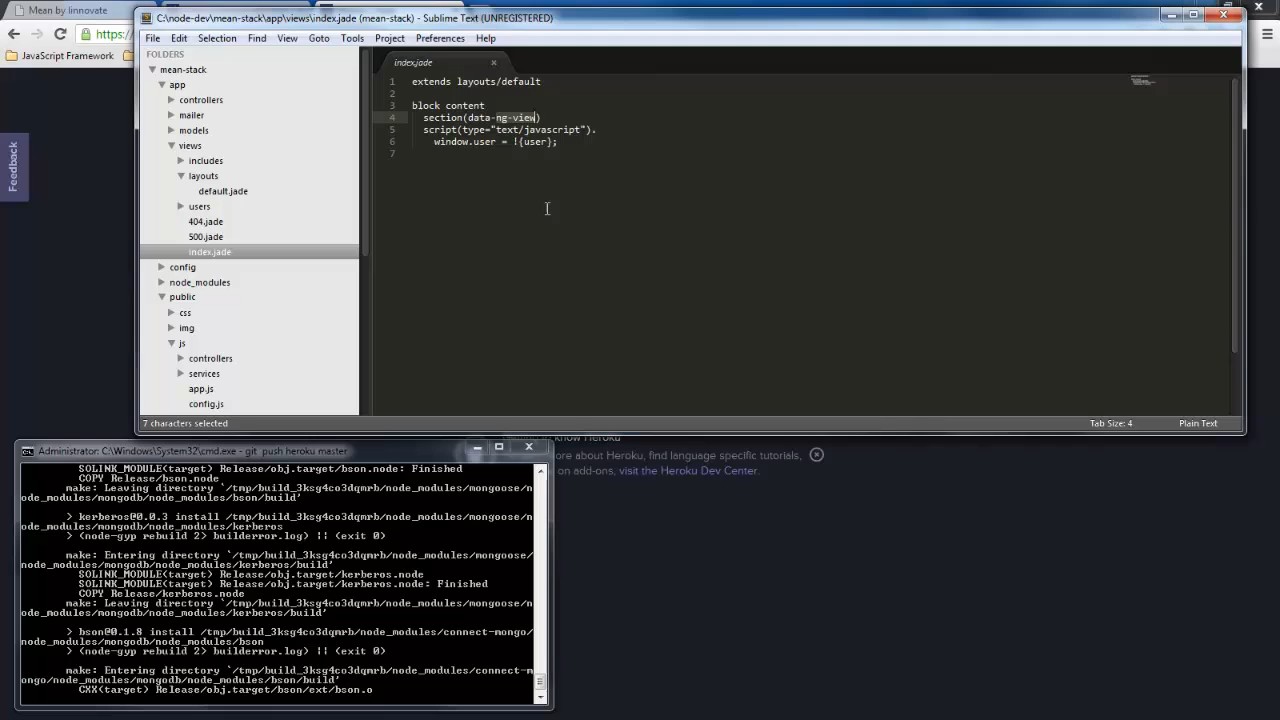 Mean by linnovate
C:\node-dev\mean-stack\app\views\index.jade (mean-stack) - Sublime Text (UNREGISTERED)
https:/
File Edit Selection Find View Goto Tools Project Preferences Help
JavaScript Framework
FOLDERS
mean-stack
app
controllers
mailer
models
views
includes
layouts
default.jade
users
404.jade
500.jade
index.jade
config
node_modules
public
css
img
js
controllers
services
app.js
config.js
index.jade
1 extends layouts/default
2
3 block content
4 section(data-ng-view)
5 script(type="text/javascript").
6 window.user = !{user};
7
Feedback
7 characters selected
Tab Size: 4
Plain Text
know Heroku
ore about Heroku, find language specific tutorials,
on add-ons, visit the Heroku Dev Center.
Administrator: C:\Windows\System32\cmd.exe - git push heroku master
SOLINK_MODULE(target) Release/obj.target/bson.node: Finished
COPY Release/bson.node
make: Leaving directory `/tmp/build_3ksg4co3dqmrb/node_modules/mongoose/n
ode_modules/mongodb/node_modules/bson/build'
> kerberos@0.0.3 install /tmp/build_3ksg4co3dqmrb/node_modules/mongoose/n
ode_modules/mongodb/node_modules/kerberos
> (node-gyp rebuild 2> builderror.log) || (exit 0)
make: Entering directory `/tmp/build_3ksg4co3dqmrb/node_modules/mongoose/
node_modules/mongodb/node_modules/kerberos/build'
SOLINK_MODULE(target) Release/obj.target/kerberos.node
SOLINK_MODULE(target) Release/obj.target/kerberos.node: Finished
COPY Release/kerberos.node
make: Leaving directory `/tmp/build_3ksg4co3dqmrb/node_modules/mongoose/n
ode_modules/mongodb/node_modules/kerberos/build'
> bson@0.1.8 install /tmp/build_3ksg4co3dqmrb/node_modules/connect-mongo/
node_modules/mongodb/node_modules/bson
> (node-gyp rebuild 2> builderror.log) || (exit 0)
make: Entering directory `/tmp/build_3ksg4co3dqmrb/node_modules/connect-m
ongo/node_modules/mongodb/node_modules/bson/build'
CXX(target) Release/obj.target/bson/ext/bson.o